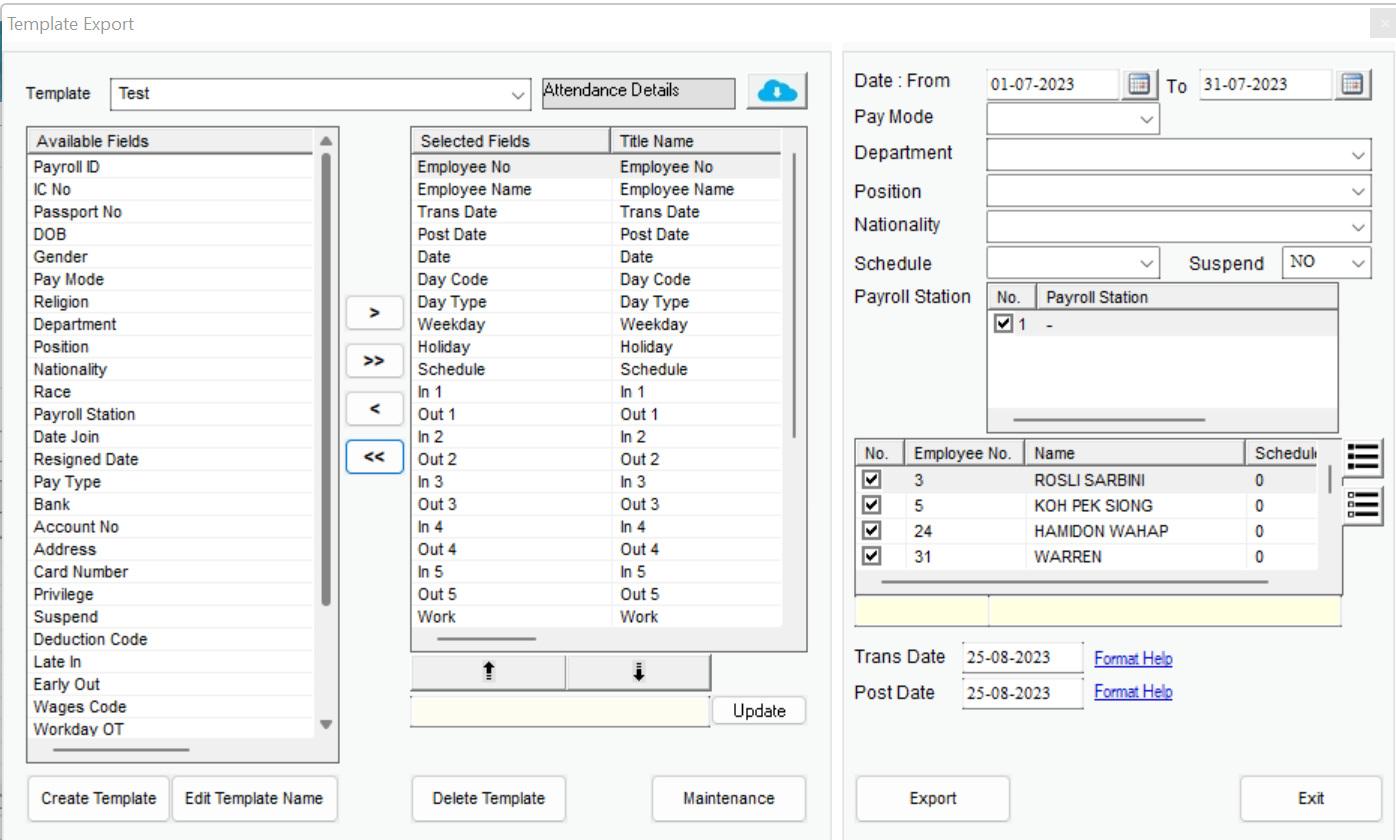 Template Export
Template Test Attendance Details
Available Fields
Payroll ID
IC No
Passport No
DOB
Gender
Pay Mode
Religion
Department
Position
Nationality
Race
Payroll Station
Date Join
Resigned Date
Pay Type
Bank
Account No
Address
Card Number
Privilege
Suspend
Deduction Code
Late In
Early Out
Wages Code
Workday OT
>
>>
<
<<
Selected Fields Title Name
Employee No Employee No
Employee Name Employee Name
Trans Date Trans Date
Post Date Post Date
Date Date
Day Code Day Code
Day Type Day Type
Weekday Weekday
Holiday Holiday
Schedule Schedule
In 1 In 1
Out 1 Out 1
In 2 In 2
Out 2 Out 2
In 3 In 3
Out 3 Out 3
In 4 In 4
Out 4 Out 4
In 5 In 5
Out 5 Out 5
Work Work
Update
Create Template Edit Template Name Delete Template Maintenance
Date : From 01-07-2023 To 31-07-2023
Pay Mode
Department
Position
Nationality
Schedule Suspend NO
Payroll Station No. Payroll Station
1 -
No. Employee No. Name Schedule
3 ROSLI SARBINI 0
5 KOH PEK SIONG 0
24 HAMIDON WAHAP 0
31 WARREN 0
Trans Date 25-08-2023 Format Help
Post Date 25-08-2023 Format Help
Export Exit